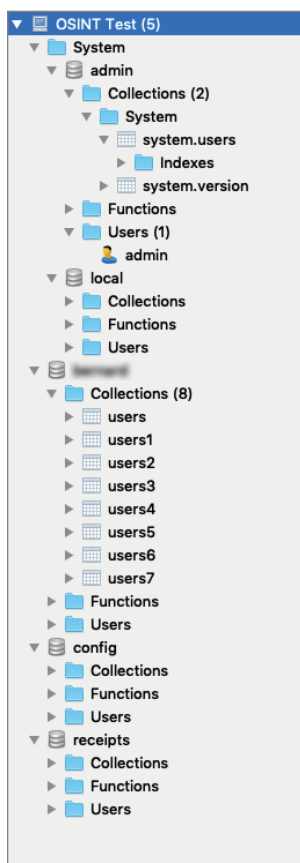 OSINT Test (5)
System
admin
Collections (2)
System
system.users
Indexes
system.version
Functions
Users (1)
admin
local
Collections
Functions
Users
Collections (8)
users
users1
users2
users3
users4
users5
users6
users7
Functions
Users
config
Collections
Functions
Users
receipts
Collections
Functions
Users